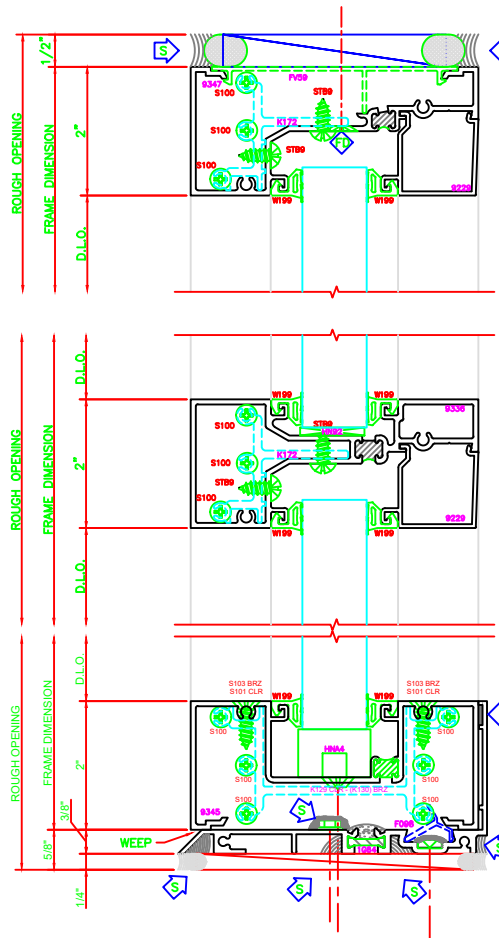 1/2"
S
9347
S100
FV59
STB9
S100
K172
FD
STB9
S100
9229
W199
W199
2"
ROUGH OPENING
FRAME DIMENSION
D.L.O.
D.L.O.
W199
W199
9336
S100
STB9
HN92
S100
K172
STB9
S100
9229
W199
W199
2"
ROUGH OPENING
FRAME DIMENSION
D.L.O.
D.L.O.
S103 BRZ
S101 CLR
S103 BRZ
S101 CLR
W199
W199
S100
S100
HNA4
S100
S100
K129 CLR - (K130) BRZ
S100
S100
9345
S
F098
2"
ROUGH OPENING
FRAME DIMENSION
3/8"
WEEP
1084
5/8"
S
S
S
1/4"